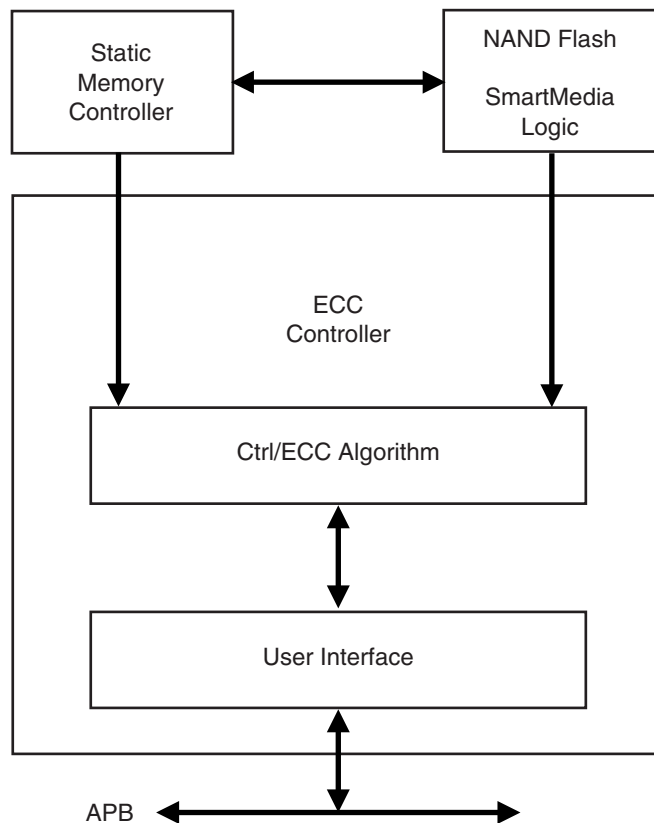 Static
Memory
Controller
NAND Flash
SmartMedia
Logic
ECC
Controller
Ctrl/ECC Algorithm
User Interface
APB